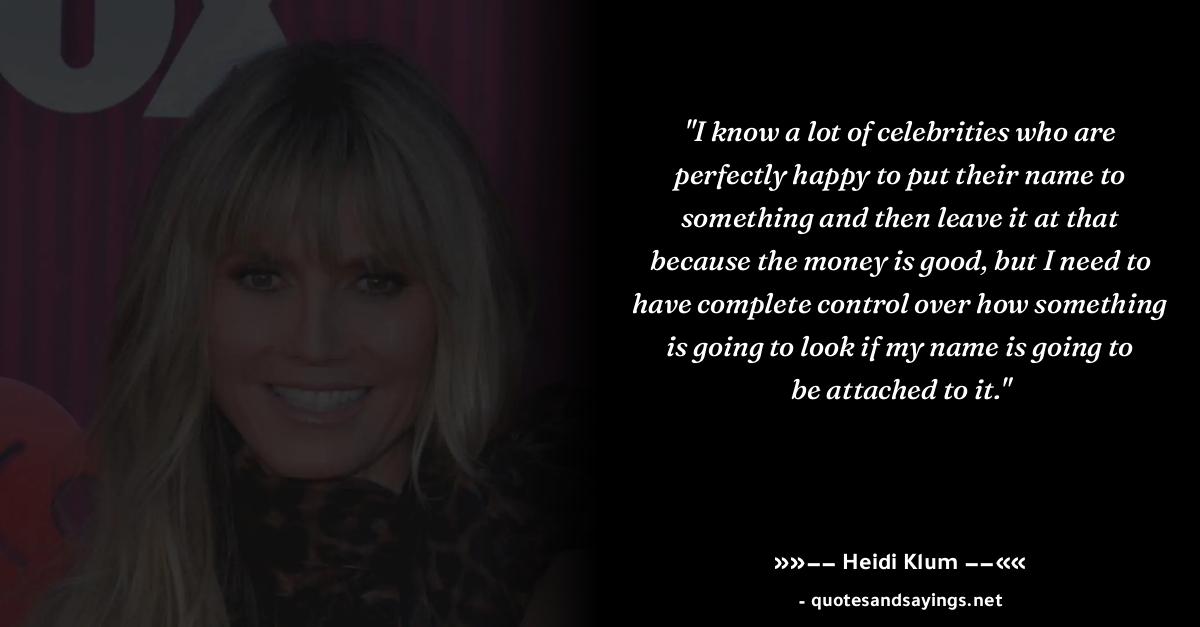 "I know a lot of celebrities who are
perfectly happy to put their name to
something and then leave it at that
because the money is good, but I need to
have complete control over how something
is going to look if my name is going to
be attached to it."
»»–– Heidi Klum ––««
- quotesandsayings.net